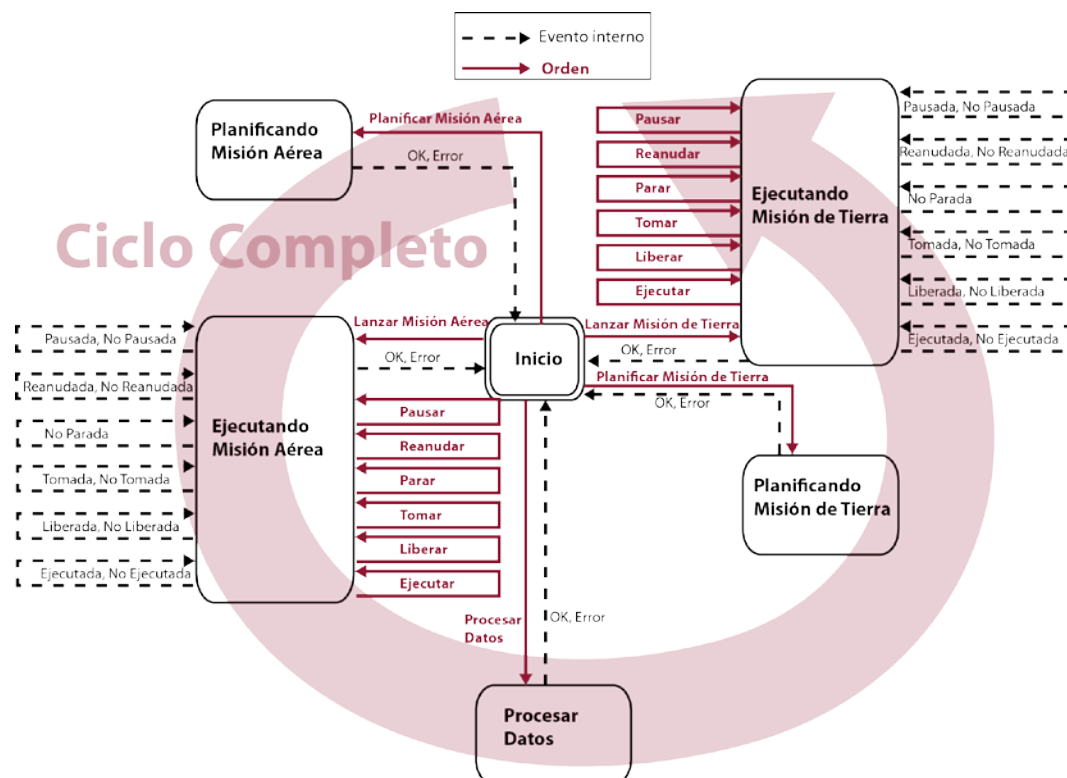 Evento interno
Orden
Planificando
Misión Aérea
Planificar Misión Aérea
OK, Error
Ciclo Completo
Pausar
Reanudar
Parar
Tomar
Liberar
Ejecutar
Ejecutando
Misión de Tierra
Pausada, No Pausada
Reanudada, No Reanudada
No Parada
Tomada, No Tomada
Liberada, No Liberada
Ejecutada, No Ejecutada
Lanzar Misión Aérea
OK, Error
Inicio
Lanzar Misión de Tierra
OK, Error
Planificar Misión de Tierra
OK, Error
Pausada, No Pausada
Reanudada, No Reanudada
No Parada
Tomada, No Tomada
Liberada, No Liberada
Ejecutada, No Ejecutada
Ejecutando
Misión Aérea
Pausar
Reanudar
Parar
Tomar
Liberar
Ejecutar
Planificando
Misión de Tierra
Procesar
Datos
OK, Error
Procesar
Datos